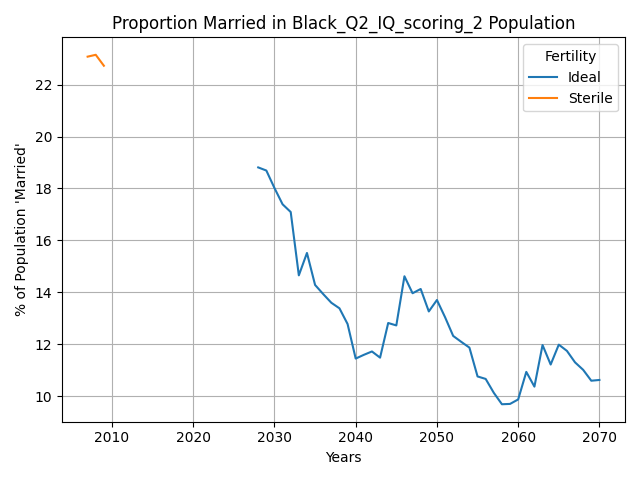 Proportion Married in Black_Q2_IQ_scoring_2 Population
% of Population 'Married'
22
20
18
16
14
12
10
Fertility
Ideal
Sterile
2010
2020
2030
2040
2050
2060
2070
Years